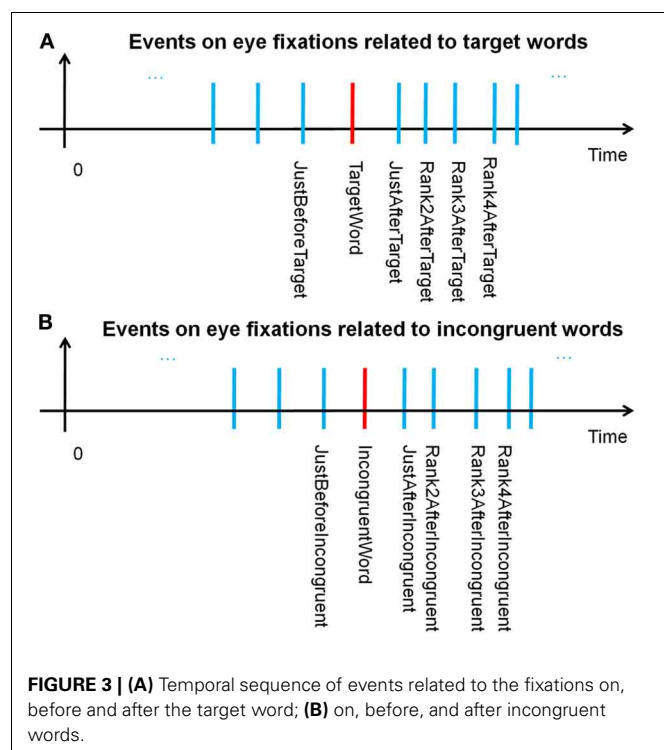 A
Events on eye fixations related to target words
...
...
0
Time
JustBeforeTarget
TargetWord
JustAfterTarget
Rank2AfterTarget
Rank3AfterTarget
Rank4AfterTarget
B
Events on eye fixations related to incongruent words
...
...
0
Time
JustBeforeIncongruent
IncongruentWord
JustAfterIncongruent
Rank2AfterIncongruent
Rank3AfterIncongruent
Rank4AfterIncongruent
FIGURE 3 | (A) Temporal sequence of events related to the fixations on,
before and after the target word; (B) on, before, and after incongruent
words.